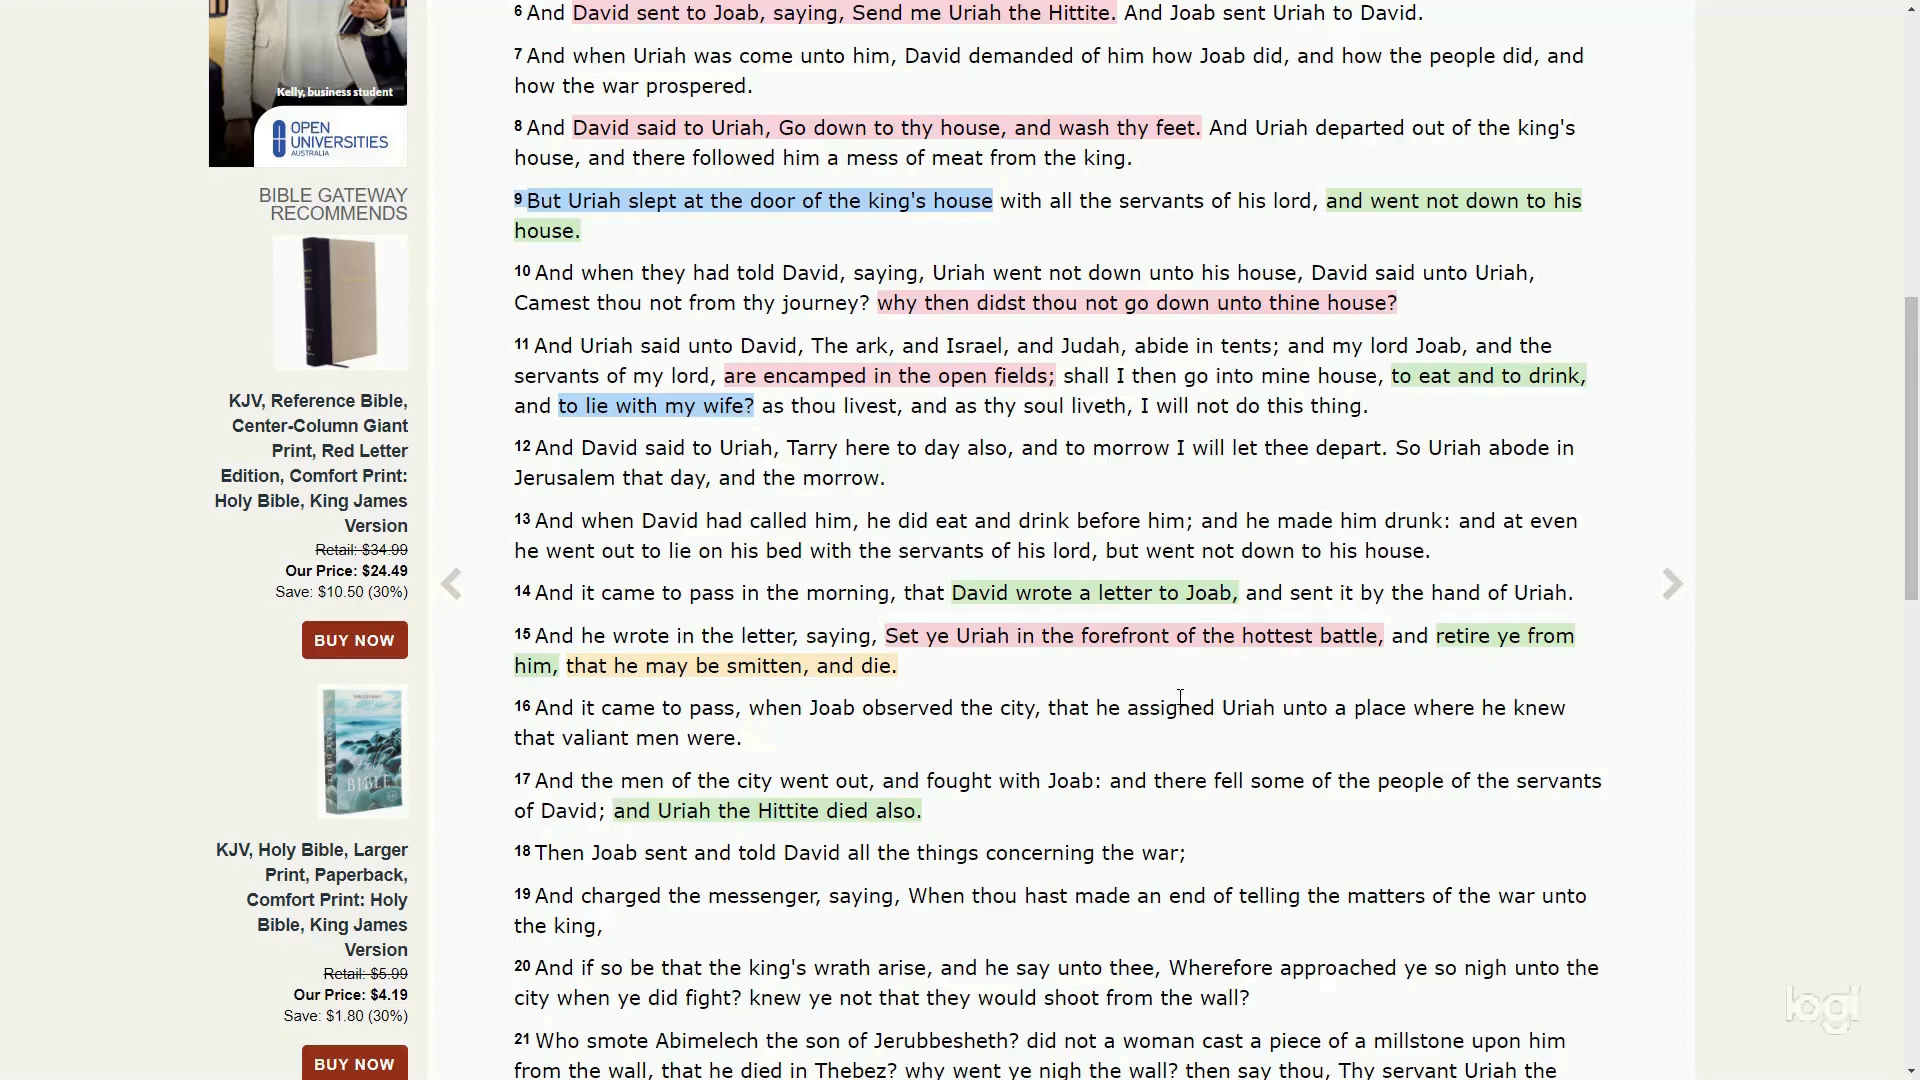 Kelly, business student
OPEN
UNIVERSITIES
AUSTRALIA
BIBLE GATEWAY
RECOMMENDS
KJV, Reference Bible,
Center-Column Giant
Print, Red Letter
Edition, Comfort Print:
Holy Bible, King James
Version
Retail: $34.99
Our Price: $24.49
Save: $10.50 (30%)
BUY NOW
Holy
BIBLE
KJV, Holy Bible, Larger
Print, Paperback,
Comfort Print: Holy
Bible, King James
Version
Retail: $5.99
Our Price: $4.19
Save: $1.80 (30%)
BUY NOW
6 And David sent to Joab, saying, Send me Uriah the Hittite. And Joab sent Uriah to David.
7 And when Uriah was come unto him, David demanded of him how Joab did, and how the people did, and
how the war prospered.
8 And David said to Uriah, Go down to thy house, and wash thy feet. And Uriah departed out of the king's
house, and there followed him a mess of meat from the king.
9 But Uriah slept at the door of the king's house with all the servants of his lord, and went not down to his
house.
10 And when they had told David, saying, Uriah went not down unto his house, David said unto Uriah,
Camest thou not from thy journey? why then didst thou not go down unto thine house?
11 And Uriah said unto David, The ark, and Israel, and Judah, abide in tents; and my lord Joab, and the
servants of my lord, are encamped in the open fields; shall I then go into mine house, to eat and to drink,
and to lie with my wife? as thou livest, and as thy soul liveth, I will not do this thing.
12 And David said to Uriah, Tarry here to day also, and to morrow I will let thee depart. So Uriah abode in
Jerusalem that day, and the morrow.
13 And when David had called him, he did eat and drink before him; and he made him drunk: and at even
he went out to lie on his bed with the servants of his lord, but went not down to his house.
14 And it came to pass in the morning, that David wrote a letter to Joab, and sent it by the hand of Uriah.
15 And he wrote in the letter, saying, Set ye Uriah in the forefront of the hottest battle, and retire ye from
him, that he may be smitten, and die.
16 And it came to pass, when Joab observed the city, that he assigned Uriah unto a place where he knew
that valiant men were.
17 And the men of the city went out, and fought with Joab: and there fell some of the people of the servants
of David; and Uriah the Hittite died also.
18 Then Joab sent and told David all the things concerning the war;
19 And charged the messenger, saying, When thou hast made an end of telling the matters of the war unto
the king,
20 And if so be that the king's wrath arise, and he say unto thee, Wherefore approached ye so nigh unto the
city when ye did fight? knew ye not that they would shoot from the wall?
21 Who smote Abimelech the son of Jerubbesheth? did not a woman cast a piece of a millstone upon him
from the wall, that he died in Thebez? why went ye nigh the wall? then say thou, Thy servant Uriah the
logi